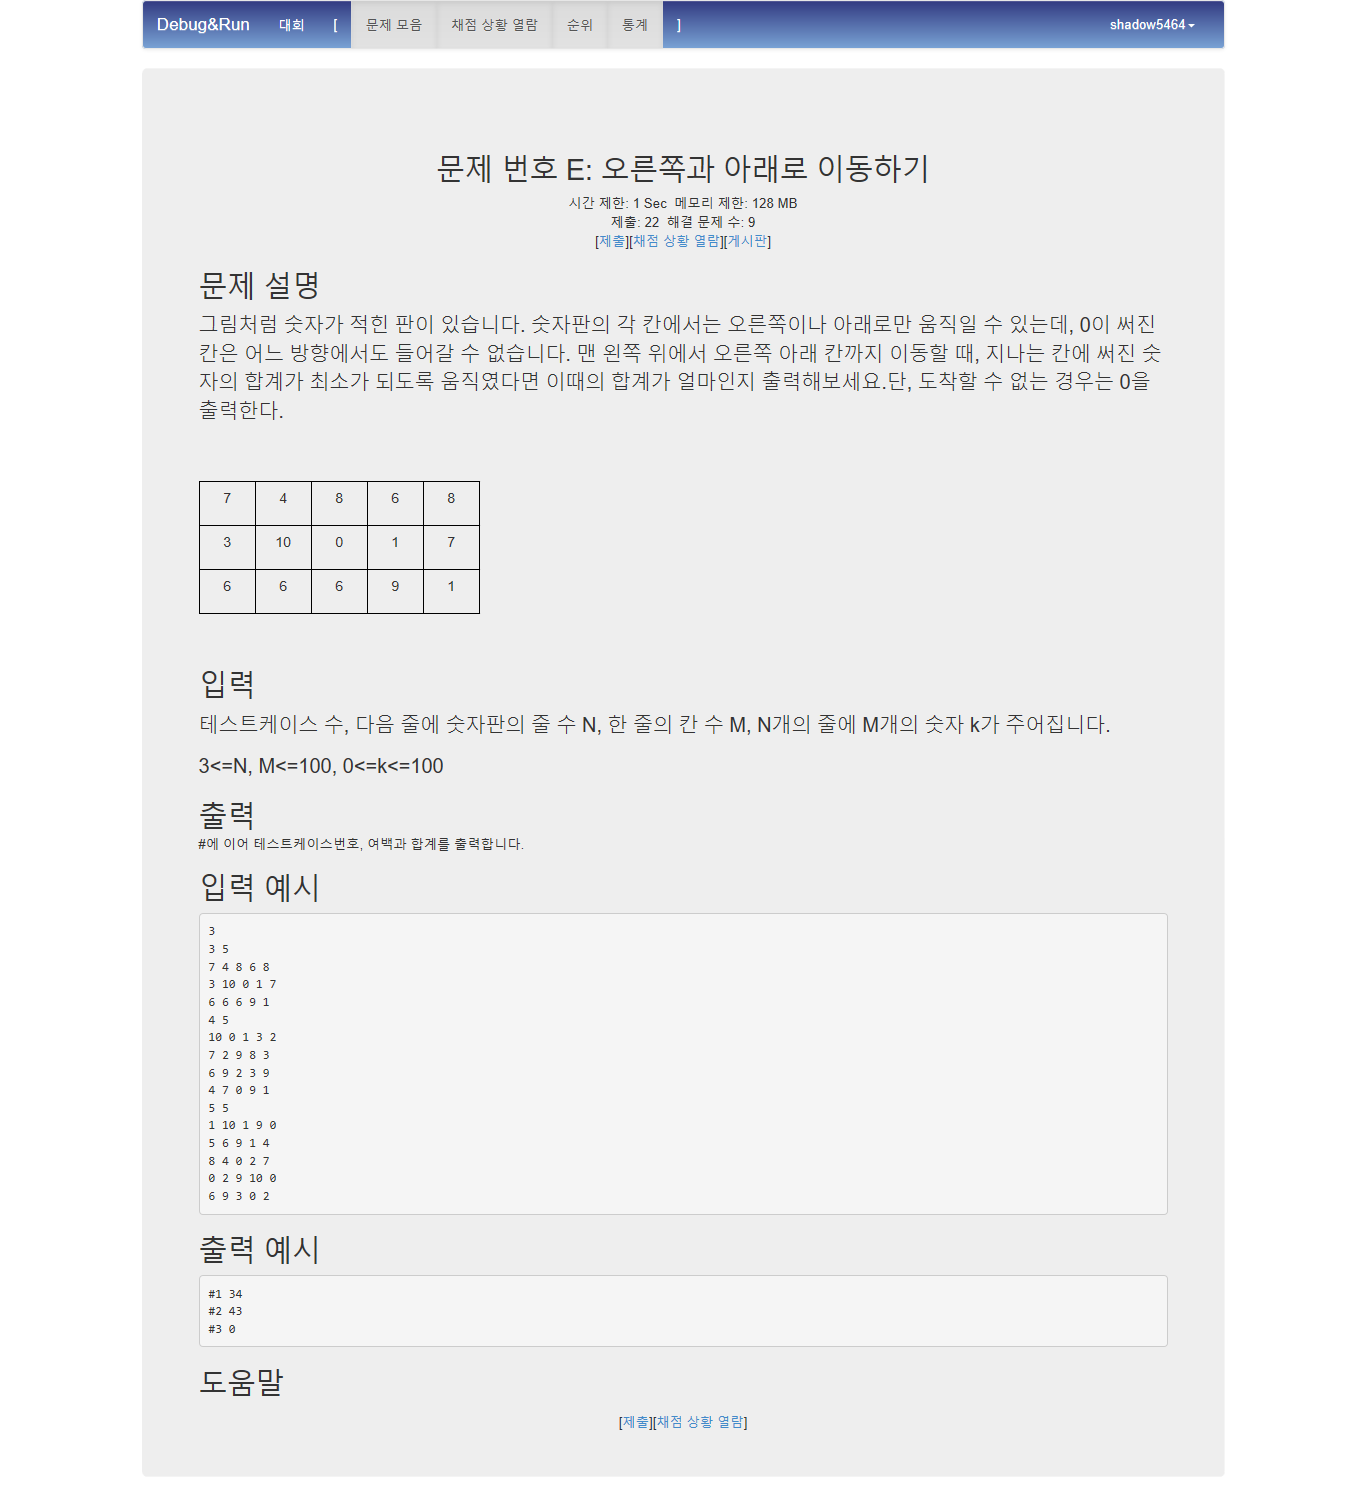 Debug&Run 대회 [ 문제 모음 채점 상황 열람 순위 통계 ] shadow5464
문제 번호 E: 오른쪽과 아래로 이동하기
시간 제한: 1 Sec 메모리 제한: 128 MB
제출: 22 해결 문제 수: 9
[제출][채점 상황 열람][게시판]
문제 설명
그림처럼 숫자가 적힌 판이 있습니다. 숫자판의 각 칸에서는 오른쪽이나 아래로만 움직일 수 있는데, 0이 써진
칸은 어느 방향에서도 들어갈 수 없습니다. 맨 왼쪽 위에서 오른쪽 아래 칸까지 이동할 때, 지나는 칸에 써진 숫
자의 합계가 최소가 되도록 움직였다면 이때의 합계가 얼마인지 출력해보세요.단, 도착할 수 없는 경우는 0을
출력한다.
7 4 8 6 8
3 10 0 1 7
6 6 6 9 1
입력
테스트케이스 수, 다음 줄에 숫자판의 줄 수 N, 한 줄의 칸 수 M, N개의 줄에 M개의 숫자 k가 주어집니다.
3<=N, M<=100, 0<=k<=100
출력
#에 이어 테스트케이스번호, 여백과 합계를 출력합니다.
입력 예시
3
3 5
7 4 8 6 8
3 10 0 1 7
6 6 6 9 1
4 5
10 0 1 3 2
7 2 9 8 3
6 9 2 3 9
4 7 0 9 1
5 5
1 10 1 9 0
5 6 9 1 4
8 4 0 2 7
0 2 9 10 0
6 9 3 0 2
출력 예시
#1 34
#2 43
#3 0
도움말
[제출][채점 상황 열람]